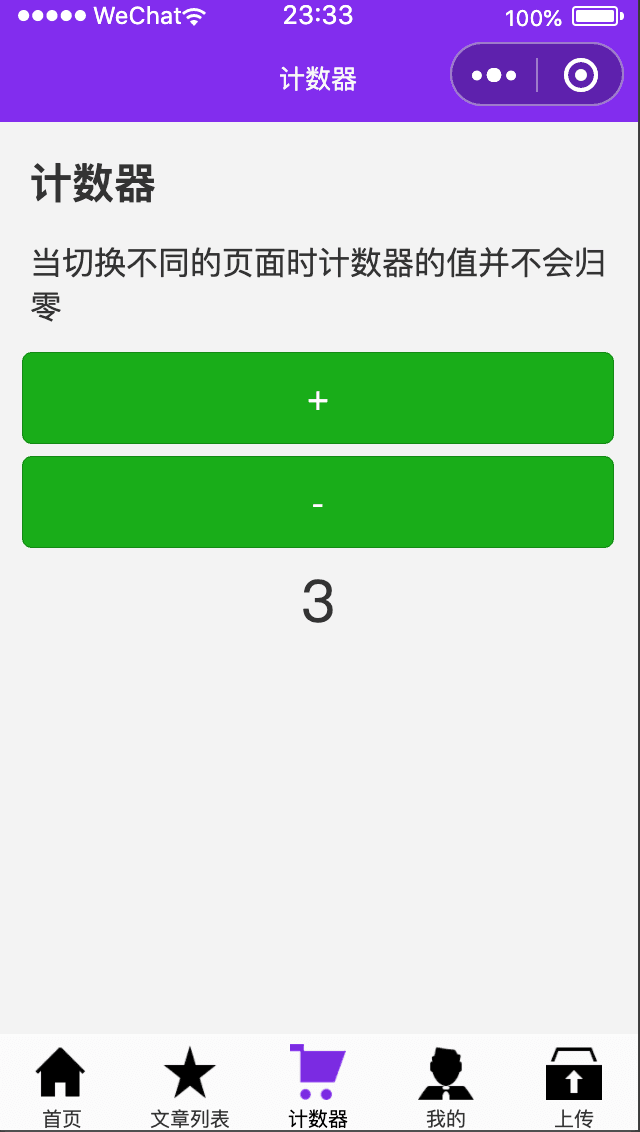 WeChat 23:33 100%
计数器
计数器
当切换不同的页面时计数器的值并不会归
零
+
-
3
首页 文章列表 计数器 我的 上传